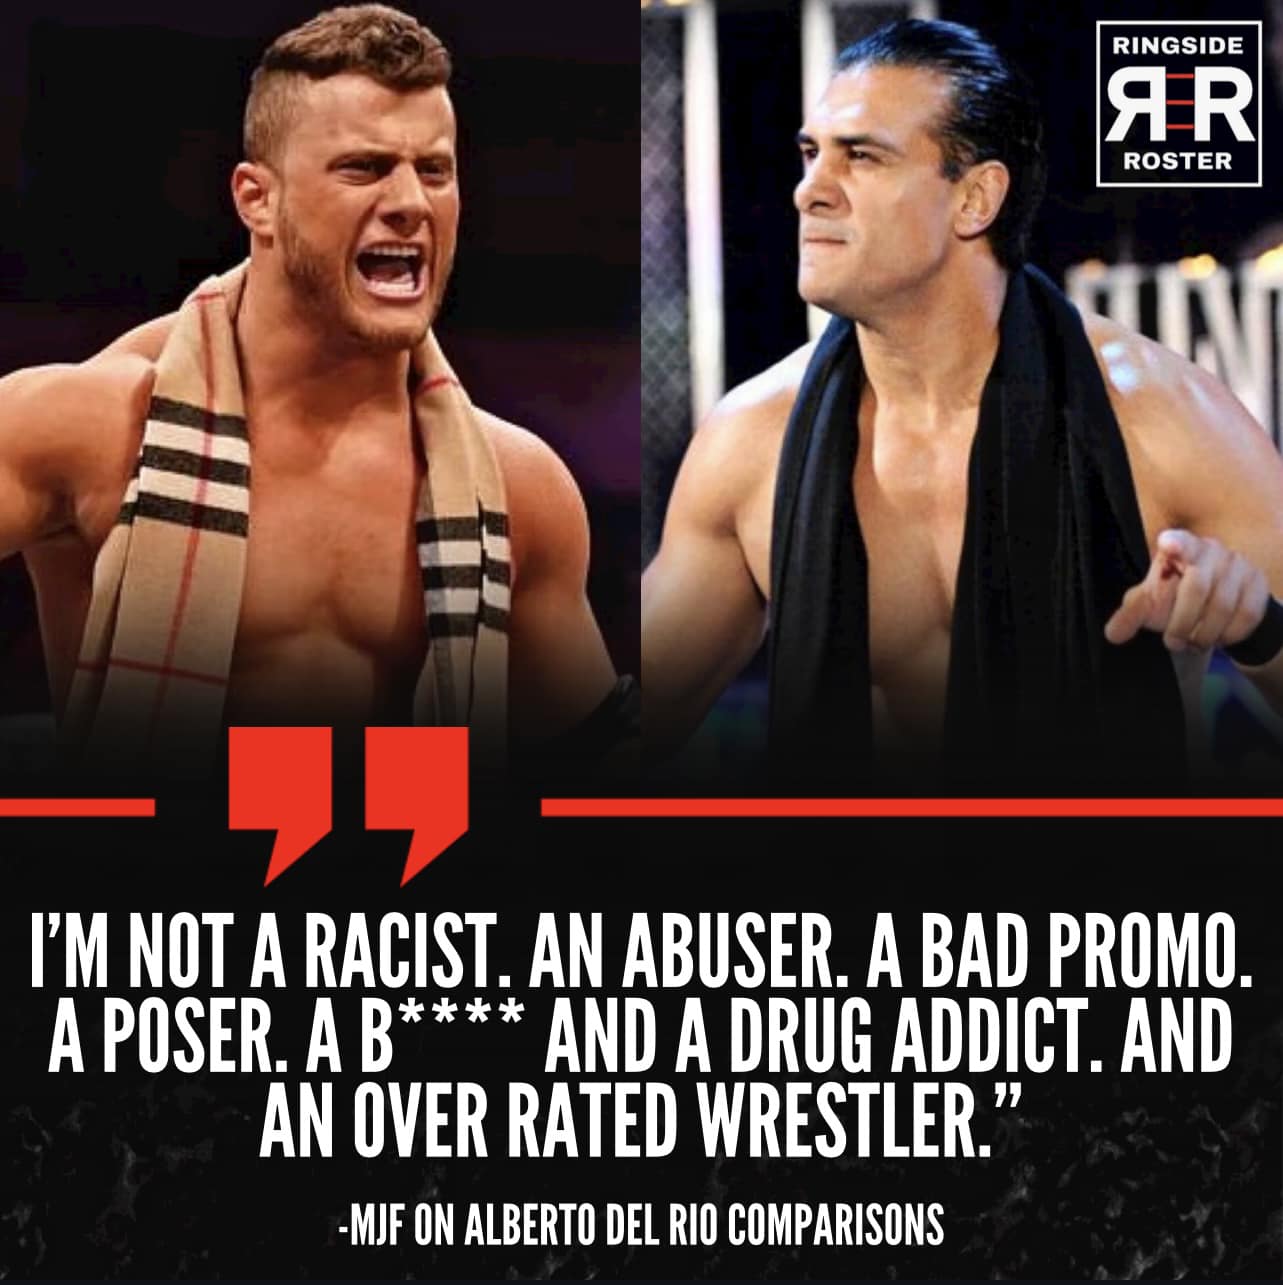 RINGSIDE
RER
ROSTER
I'M NOT A RACIST. AN ABUSER. A BAD PROMO.
A POSER. A B**** AND A DRUG ADDICT. AND
AN OVER RATED WRESTLER.”
-MJF ON ALBERTO DEL RIO COMPARISONS